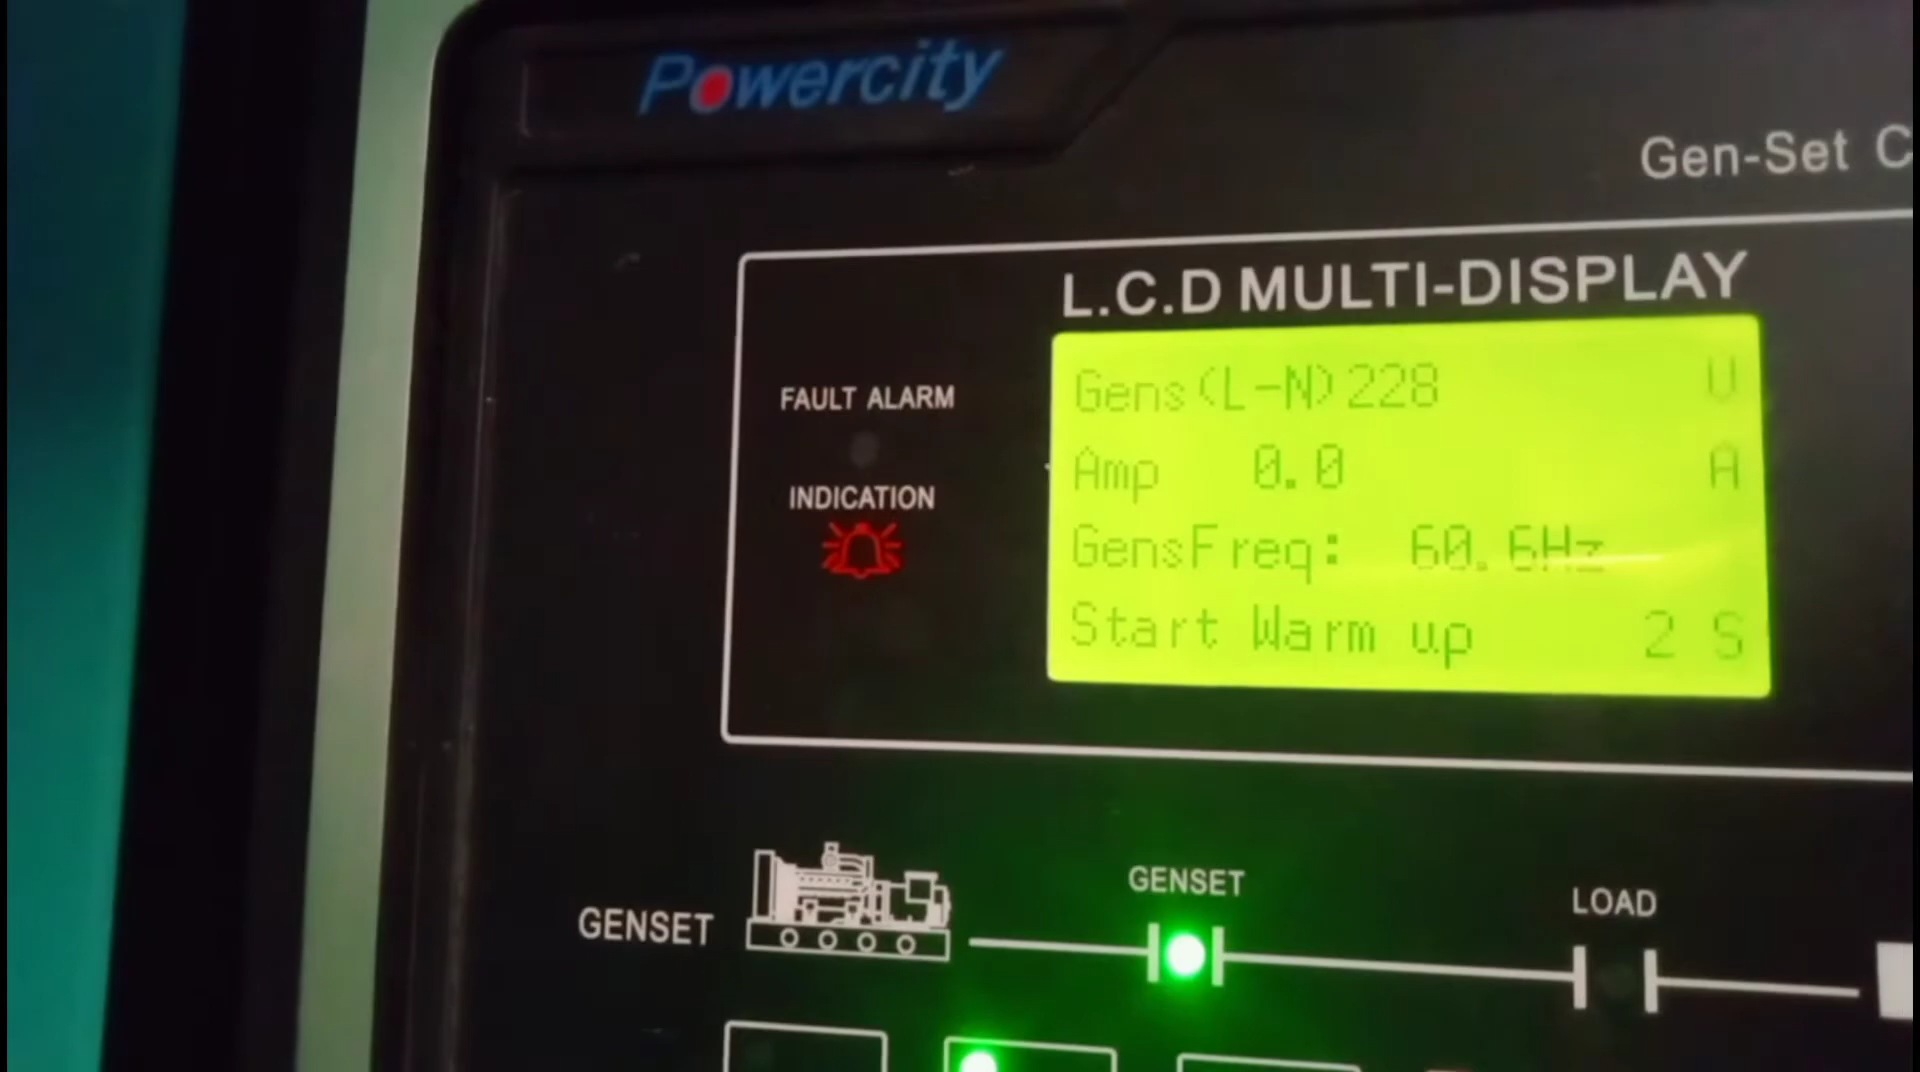 Powercity
Gen-Set C
L.C.D MULTI-DISPLAY
FAULT ALARM
INDICATION
Gens(L-N)228 V
Amp 0.0 A
GensFreq: 60.6Hz
Start Warm up 2 S
GENSET
GENSET
LOAD